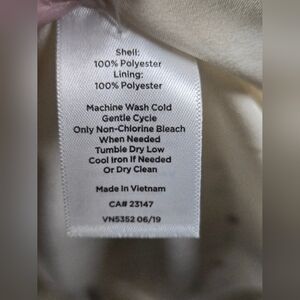 Shell:
100% Polyester
Lining:
100% Polyester
Machine Wash Cold
Gentle Cycle
Only Non-Chlorine Bleach
When Needed
Tumble Dry Low
Cool Iron If Needed
Or Dry Clean
Made In Vietnam
CA# 23147
VN5352 06/19